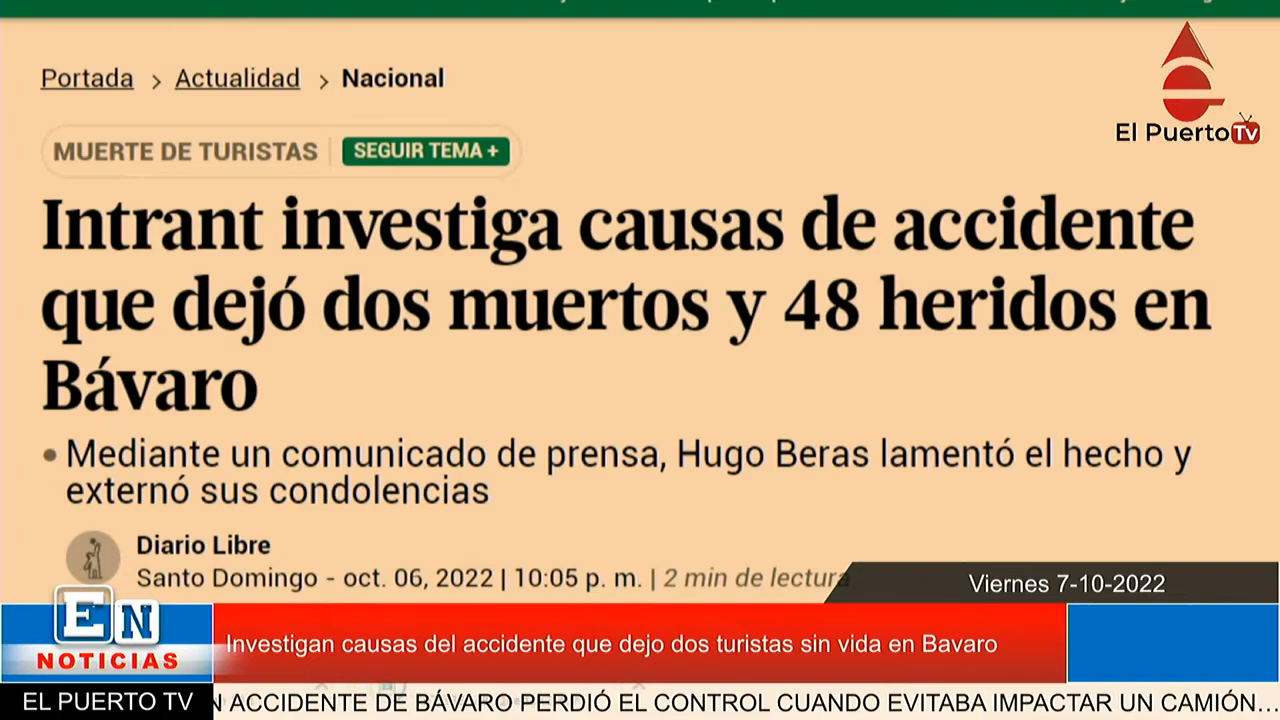 Portada > Actualidad > Nacional
El Puerto Tv
MUERTE DE TURISTAS | SEGUIR TEMA +
Intrant investiga causas de accidente
que dejó dos muertos y 48 heridos en
Bávaro
• Mediante un comunicado de prensa, Hugo Beras lamentó el hecho y
externó sus condolencias
Diario Libre
Santo Domingo - oct. 06, 2022 | 10:05 p. m. | 2 min de lectura
Viernes 7-10-2022
EN
NOTICIAS
Investigan causas del accidente que dejo dos turistas sin vida en Bavaro
EL PUERTO TV
ACCIDENTE DE BÁVARO PERDIÓ EL CONTROL CUANDO EVITABA IMPACTAR UN CAMIÓN...